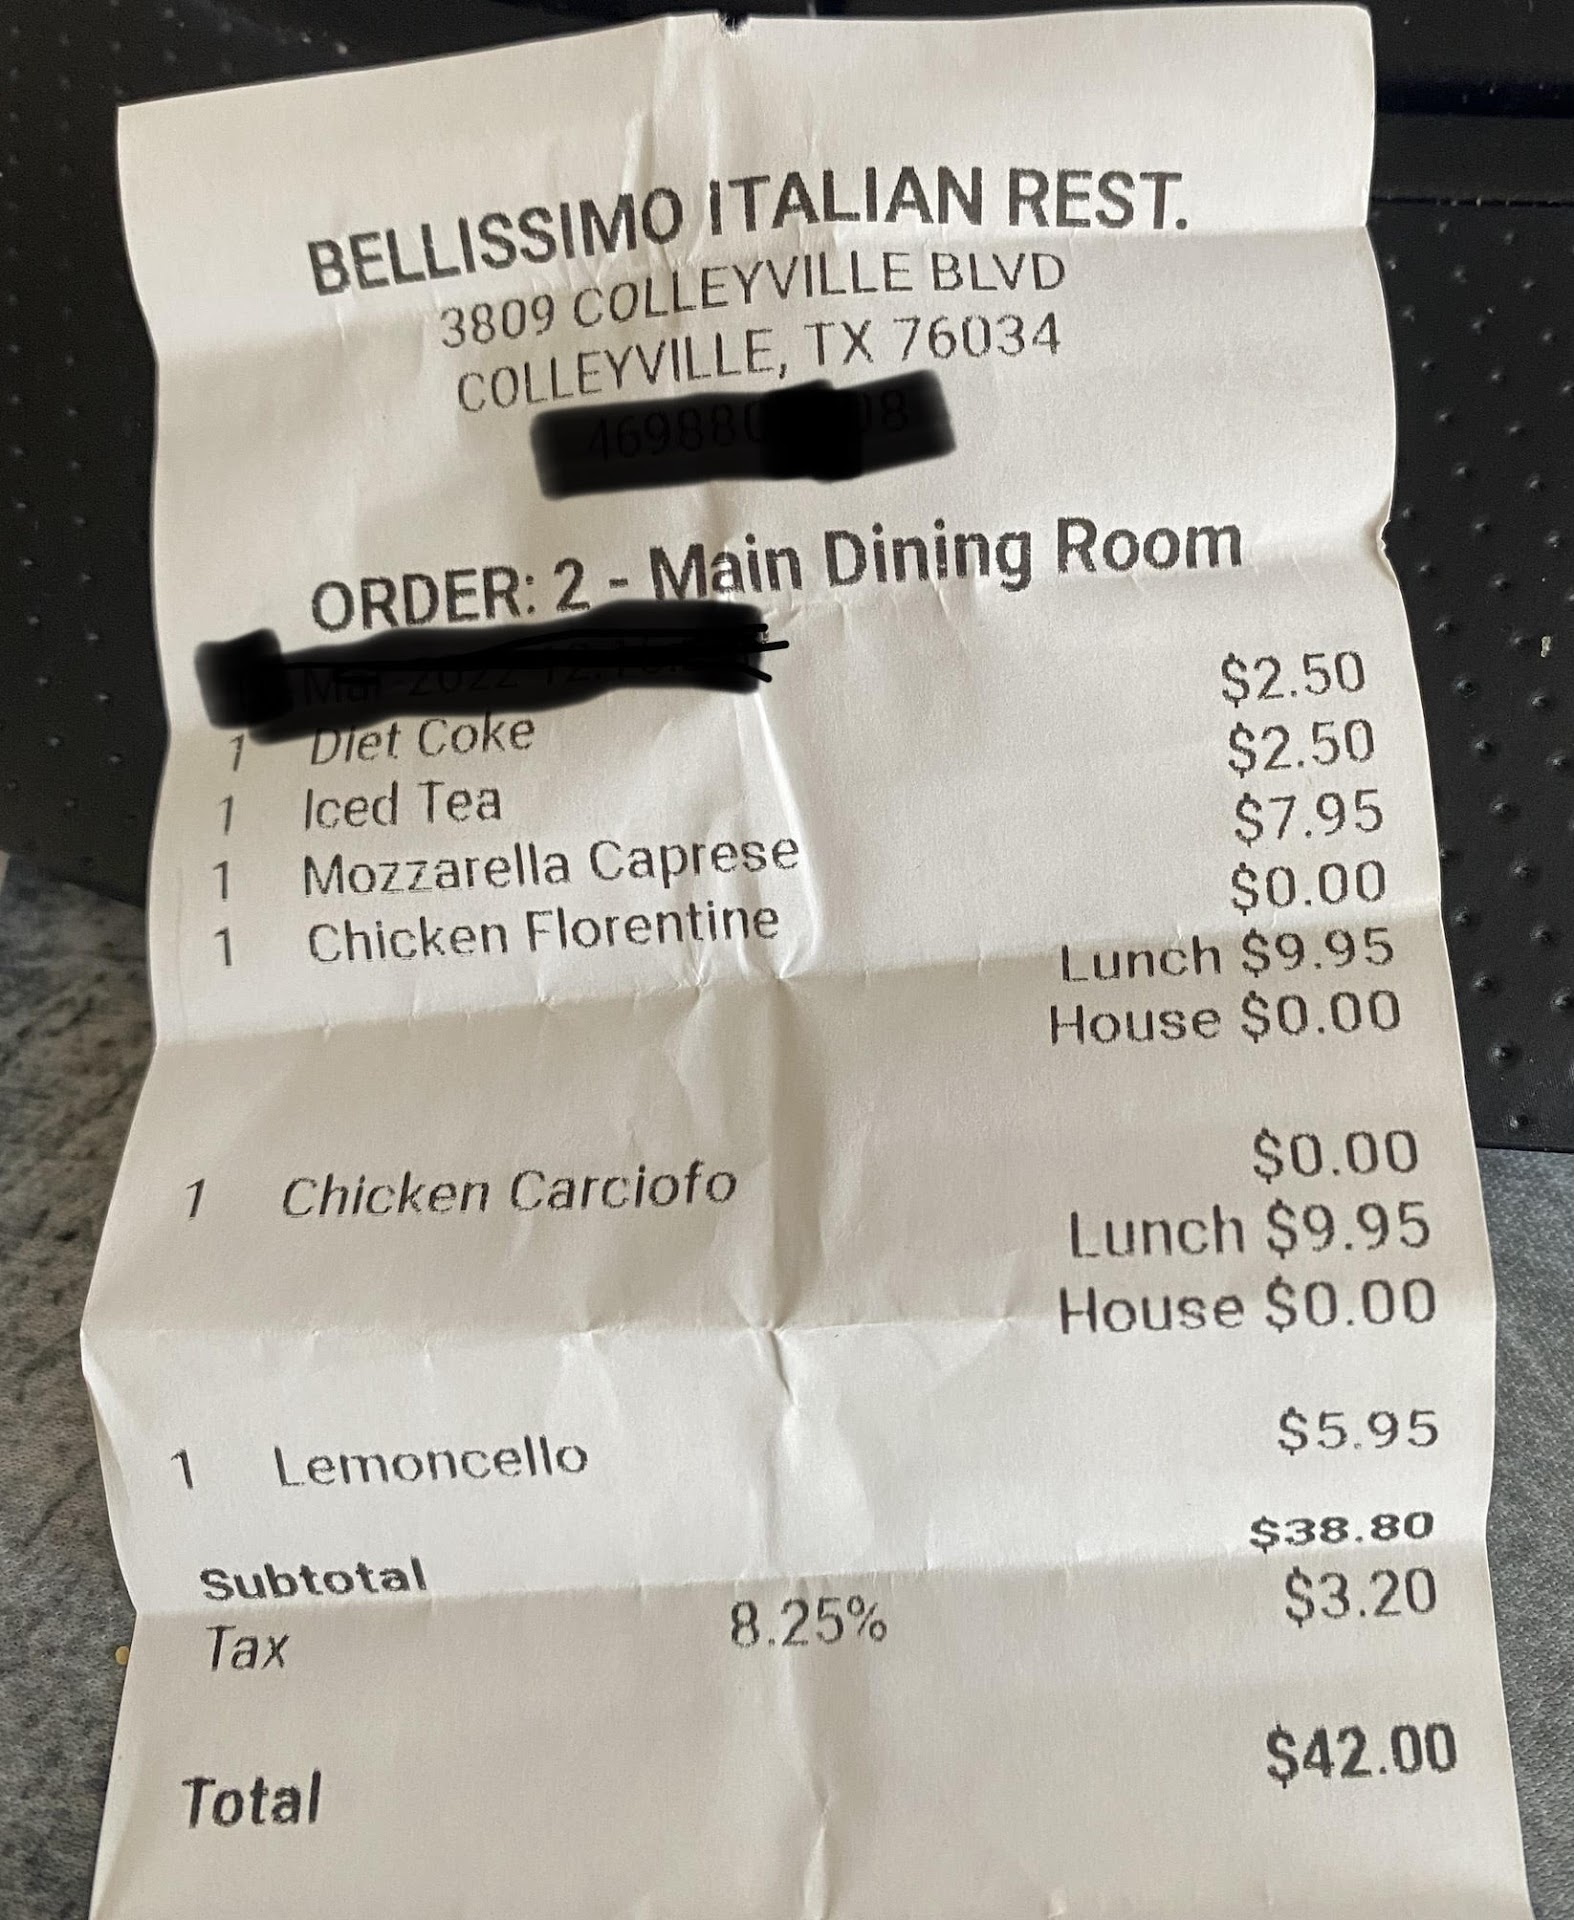 BELLISSIMO ITALIAN REST.
3809 COLLEYVILLE BLVD
COLLEYVILLE, TX 76034
ORDER: 2 - Main Dining Room
1 Diet Coke $2.50
1 Iced Tea $2.50
1 Mozzarella Caprese $7.95
1 Chicken Florentine $0.00
Lunch $9.95
House $0.00
1 Chicken Carciofo $0.00
Lunch $9.95
House $0.00
1 Lemoncello $5.95
Subtotal $38.80
Tax 8.25% $3.20
Total $42.00